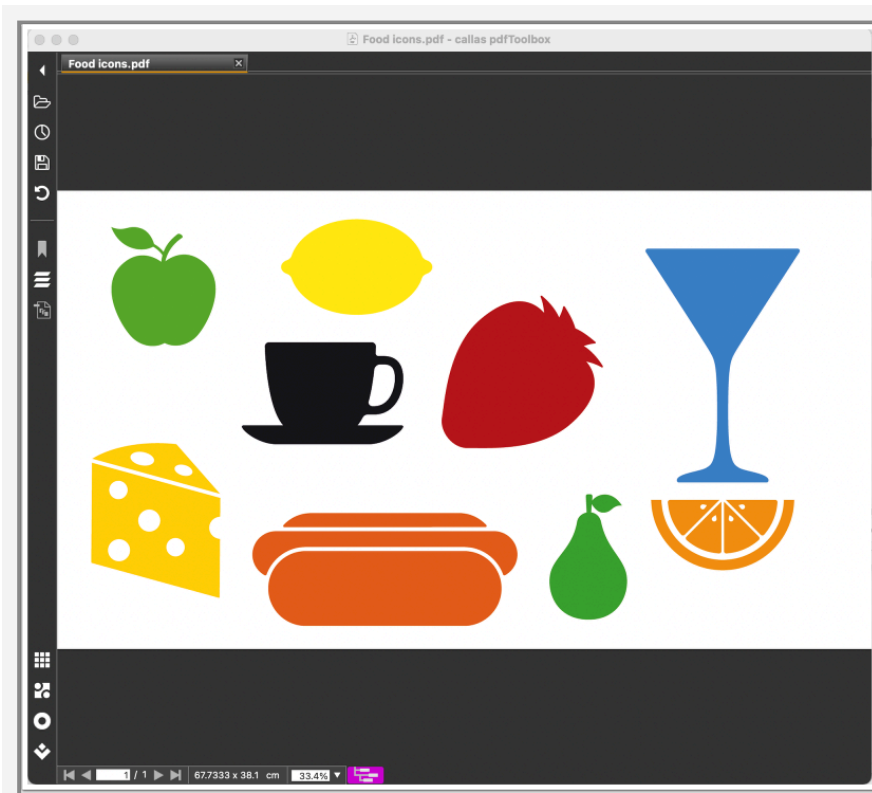 Food icons.pdf - callas pdfToolbox
Food icons.pdf
1 / 1 67.7333 x 38.1 cm 33.4%